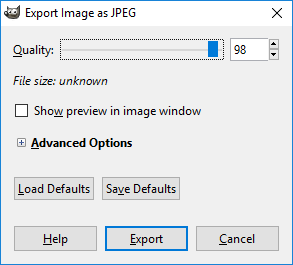 Export Image as JPEG
Quality: 98
File size: unknown
Show preview in image window
Advanced Options
Load Defaults Save Defaults
Help Export Cancel